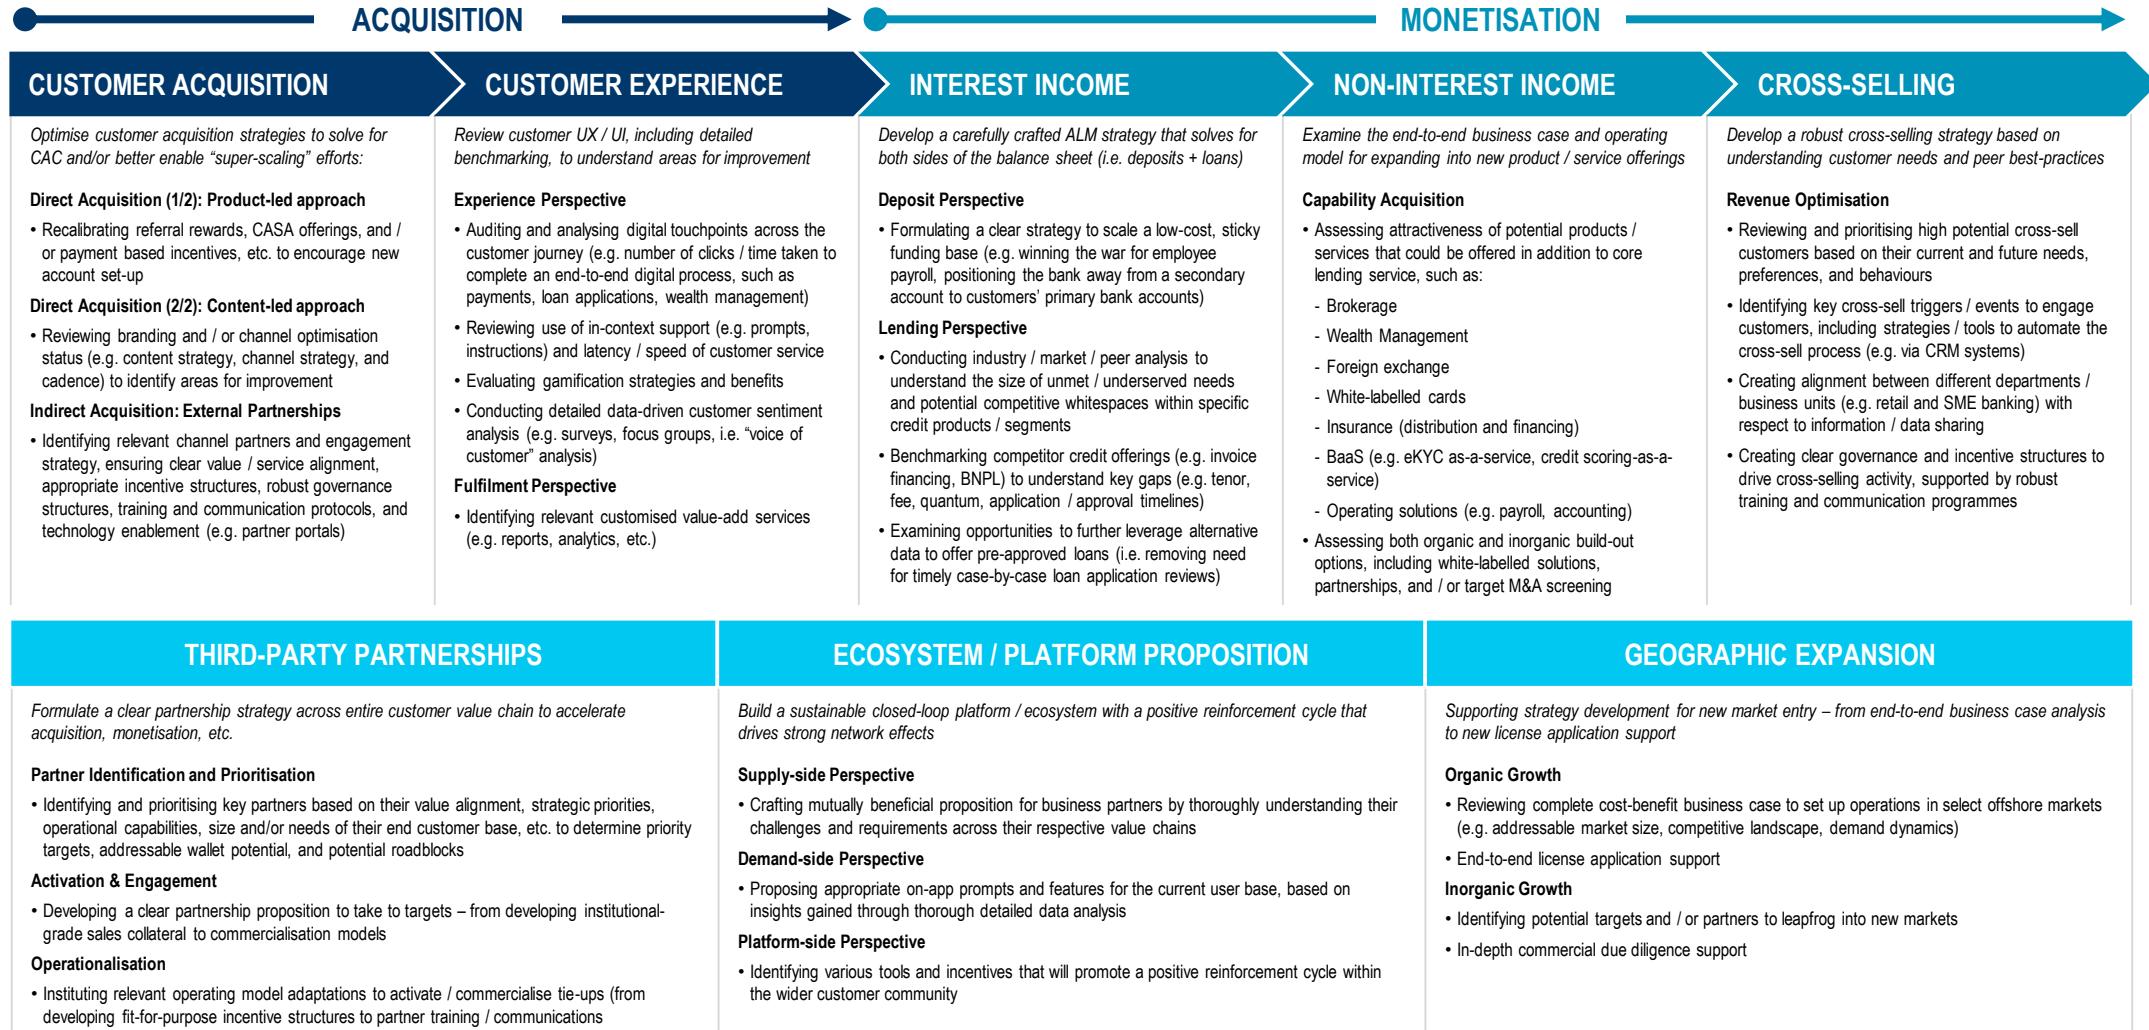 ACQUISITION
MONETISATION
CUSTOMER ACQUISITION
Optimise customer acquisition strategies to solve for
CAC and/or better enable “super-scaling” efforts:
Direct Acquisition (1/2): Product-led approach
• Recalibrating referral rewards, CASA offerings, and /
or payment based incentives, etc. to encourage new
account set-up
Direct Acquisition (2/2): Content-led approach
• Reviewing branding and / or channel optimisation
status (e.g. content strategy, channel strategy, and
cadence) to identify areas for improvement
Indirect Acquisition: External Partnerships
• Identifying relevant channel partners and engagement
strategy, ensuring clear value / service alignment,
appropriate incentive structures, robust governance
structures, training and communication protocols, and
technology enablement (e.g. partner portals)
CUSTOMER EXPERIENCE
Review customer UX / UI, including detailed
benchmarking, to understand areas for improvement
Experience Perspective
• Auditing and analysing digital touchpoints across the
customer journey (e.g. number of clicks / time taken to
complete an end-to-end digital process, such as
payments, loan applications, wealth management)
• Reviewing use of in-context support (e.g. prompts,
instructions) and latency / speed of customer service
• Evaluating gamification strategies and benefits
• Conducting detailed data-driven customer sentiment
analysis (e.g. surveys, focus groups, i.e. “voice of
customer” analysis)
Fulfilment Perspective
• Identifying relevant customised value-add services
(e.g. reports, analytics, etc.)
INTEREST INCOME
Develop a carefully crafted ALM strategy that solves for
both sides of the balance sheet (i.e. deposits + loans)
Deposit Perspective
• Formulating a clear strategy to scale a low-cost, sticky
funding base (e.g. winning the war for employee
payroll, positioning the bank away from a secondary
account to customers’ primary bank accounts)
Lending Perspective
• Conducting industry / market / peer analysis to
understand the size of unmet / underserved needs
and potential competitive whitespaces within specific
credit products / segments
• Benchmarking competitor credit offerings (e.g. invoice
financing, BNPL) to understand key gaps (e.g. tenor,
fee, quantum, application / approval timelines)
• Examining opportunities to further leverage alternative
data to offer pre-approved loans (i.e. removing need
for timely case-by-case loan application reviews)
NON-INTEREST INCOME
Examine the end-to-end business case and operating
model for expanding into new product / service offerings
Capability Acquisition
• Assessing attractiveness of potential products /
services that could be offered in addition to core
lending service, such as:
- Brokerage
- Wealth Management
- Foreign exchange
- White-labelled cards
- Insurance (distribution and financing)
- BaaS (e.g. eKYC as-a-service, credit scoring-as-a-
service)
- Operating solutions (e.g. payroll, accounting)
• Assessing both organic and inorganic build-out
options, including white-labelled solutions,
partnerships, and / or target M&A screening
CROSS-SELLING
Develop a robust cross-selling strategy based on
understanding customer needs and peer best-practices
Revenue Optimisation
• Reviewing and prioritising high potential cross-sell
customers based on their current and future needs,
preferences, and behaviours
• Identifying key cross-sell triggers / events to engage
customers, including strategies / tools to automate the
cross-sell process (e.g. via CRM systems)
• Creating alignment between different departments /
business units (e.g. retail and SME banking) with
respect to information / data sharing
• Creating clear governance and incentive structures to
drive cross-selling activity, supported by robust
training and communication programmes
THIRD-PARTY PARTNERSHIPS
Formulate a clear partnership strategy across entire customer value chain to accelerate
acquisition, monetisation, etc.
Partner Identification and Prioritisation
• Identifying and prioritising key partners based on their value alignment, strategic priorities,
operational capabilities, size and/or needs of their end customer base, etc. to determine priority
targets, addressable wallet potential, and potential roadblocks
Activation & Engagement
• Developing a clear partnership proposition to take to targets – from developing institutional-
grade sales collateral to commercialisation models
Operationalisation
• Instituting relevant operating model adaptations to activate / commercialise tie-ups (from
developing fit-for-purpose incentive structures to partner training / communications
ECOSYSTEM / PLATFORM PROPOSITION
Build a sustainable closed-loop platform / ecosystem with a positive reinforcement cycle that
drives strong network effects
Supply-side Perspective
• Crafting mutually beneficial proposition for business partners by thoroughly understanding their
challenges and requirements across their respective value chains
Demand-side Perspective
• Proposing appropriate on-app prompts and features for the current user base, based on
insights gained through thorough detailed data analysis
Platform-side Perspective
• Identifying various tools and incentives that will promote a positive reinforcement cycle within
the wider customer community
GEOGRAPHIC EXPANSION
Supporting strategy development for new market entry – from end-to-end business case analysis
to new license application support
Organic Growth
• Reviewing complete cost-benefit business case to set up operations in select offshore markets
(e.g. addressable market size, competitive landscape, demand dynamics)
• End-to-end license application support
Inorganic Growth
• Identifying potential targets and / or partners to leapfrog into new markets
• In-depth commercial due diligence support